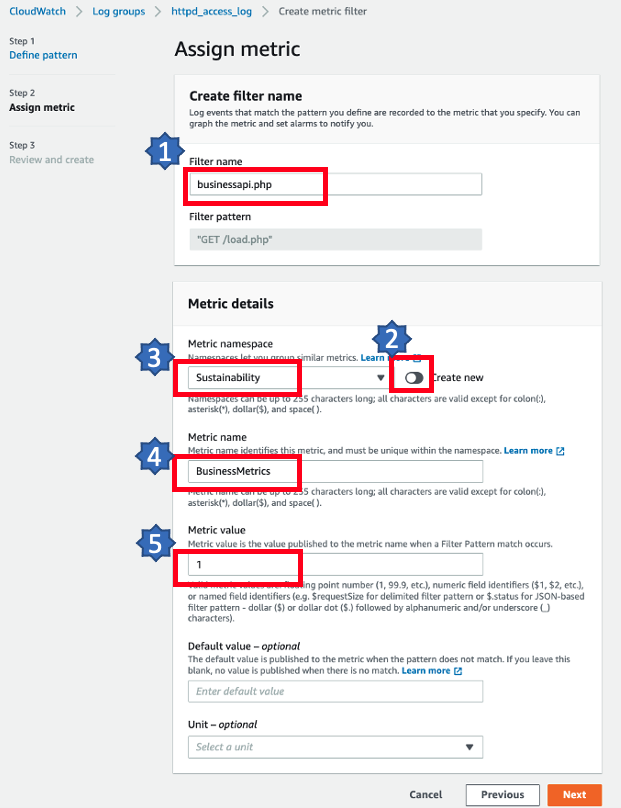 CloudWatch > Log groups > httpd_access_log > Create metric filter
Step 1
Define pattern
Step 2
Assign metric
Step 3
Review and create
Assign metric
Create filter name
Log events that match the pattern you define are recorded to the metric that you specify. You can
graph the metric and set alarms to notify you.
1
Filter name
businessapi.php
Filter pattern
"GET /load.php"
Metric details
Metric namespace
2
3
Namespaces let you group similar metrics. Learn more
Sustainability
Create new
Namespaces can be up to 255 characters long; all characters are valid except for colon(:),
asterisk(*), dollar($), and space( ).
Metric name
4
Metric name identifies this metric, and must be unique within the namespace. Learn more
BusinessMetrics
Metric name can be up to 255 characters long; all characters are valid except for colon(:),
asterisk(*), dollar($), and space( ).
Metric value
5
Metric value is the value published to the metric name when a Filter Pattern match occurs.
1
Valid metric values are: floating point number (1, 99.9, etc.), numeric field identifiers ($1, $2, etc.),
or named field identifiers (e.g. $requestSize for delimited filter pattern or $.status for JSON-based
filter pattern - dollar ($) or dollar dot ($.) followed by alphanumeric and/or underscore (_)
characters).
Default value – optional
The default value is published to the metric when the pattern does not match. If you leave this
blank, no value is published when there is no match. Learn more
Enter default value
Unit – optional
Select a unit
Cancel
Previous
Next